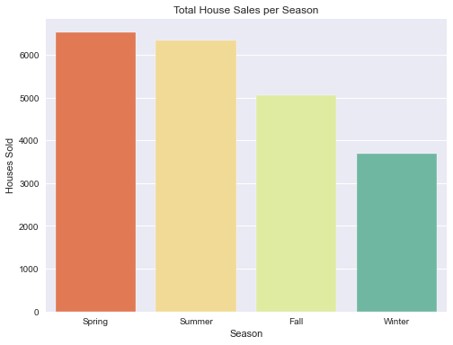 Total House Sales per Season
Houses Sold
6000
5000
4000
3000
2000
1000
0
Spring Summer Fall Winter
Season